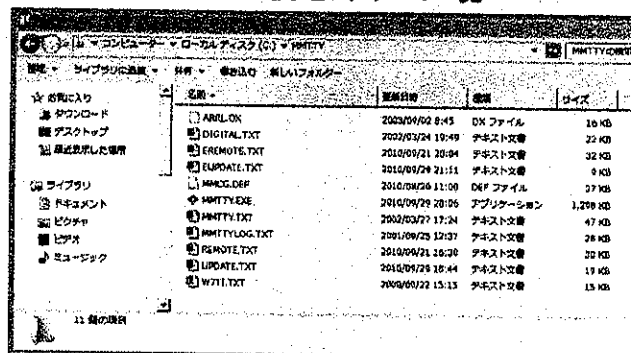 コンピューター ▸ ローカルディスク (C:) ▸ MMTTY
MMTTYの検索
整理 ライブラリに追加 共有 書き込む 新しいフォルダー
お気に入り
ダウンロード
デスクトップ
最近表示した場所
ライブラリ
ドキュメント
ピクチャ
ビデオ
ミュージック
名前 更新日時 種類 サイズ
ARRL.DX 2003/09/02 8:45 DX ファイル 16 KB
DIGITAL.TXT 2002/03/24 19:49 テキスト文書 22 KB
EREMOTE.TXT 2010/09/21 20:04 テキスト文書 32 KB
EUPDATE.TXT 2010/09/29 21:11 テキスト文書 9 KB
MMCG.DEF 2010/08/26 11:00 DEF ファイル 37 KB
MMTTY.EXE 2010/09/29 20:06 アプリケーション 1,298 KB
MMTTY.TXT 2002/03/27 17:24 テキスト文書 47 KB
MMTTYLOG.TXT 2001/09/25 12:37 テキスト文書 28 KB
REMOTE.TXT 2010/09/21 テキスト文書 30 KB
UPDATE.TXT 2010/09/29 18:44 テキスト文書 19 KB
W7TI.TXT 2000/60/22 15:13 テキスト文書 15 KB
11 個の項目